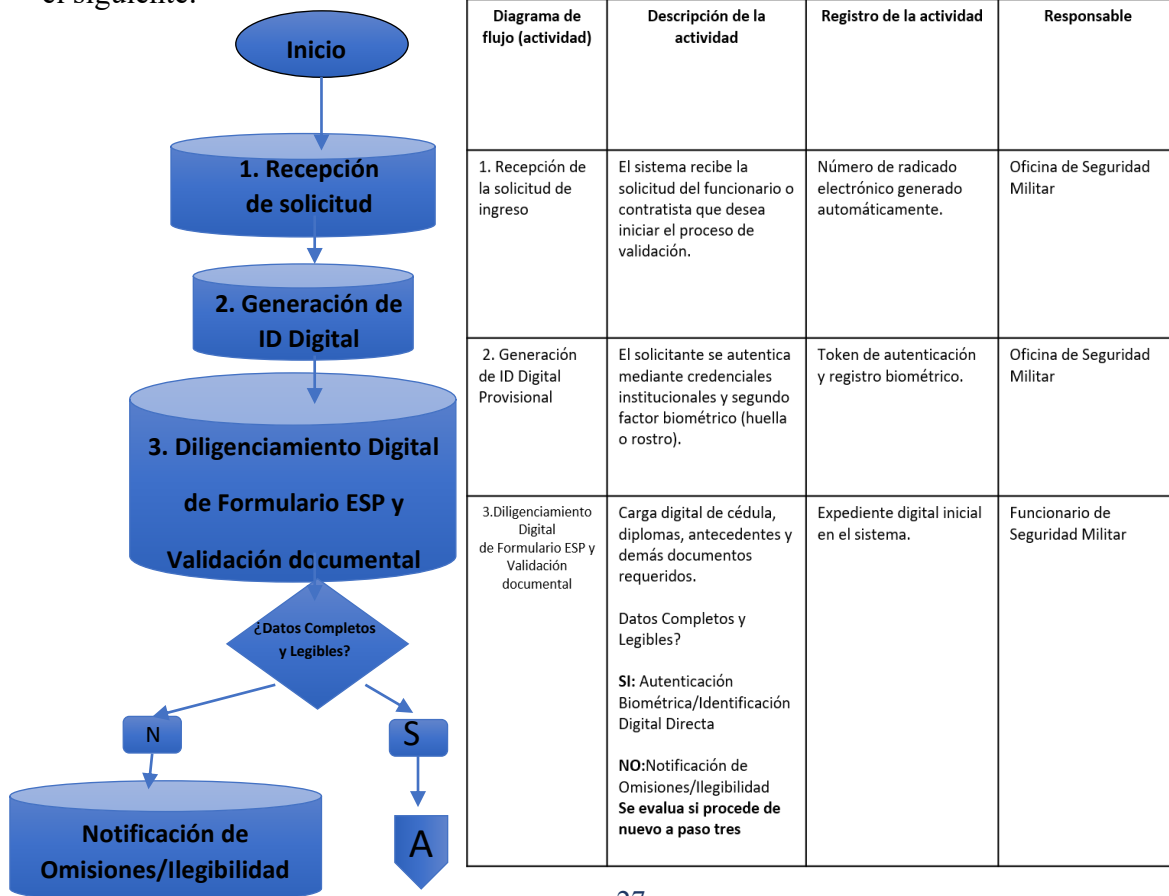 el siguiente:
Inicio
1. Recepción
de solicitud
2. Generación de
ID Digital
3. Diligenciamiento Digital
de Formulario ESP y
Validación documental
¿Datos Completos
y Legibles?
N
S
Notificación de
Omisiones/Ilegibilidad
A
Diagrama de
flujo (actividad)
Descripción de la
actividad
Registro de la actividad
Responsable
1. Recepción de
la solicitud de
ingreso
El sistema recibe la
solicitud del funcionario o
contratista que desea
iniciar el proceso de
validación.
Número de radicado
electrónico generado
automáticamente.
Oficina de Seguridad
Militar
2. Generación
de ID Digital
Provisional
El solicitante se autentica
mediante credenciales
institucionales y segundo
factor biométrico (huella
o rostro).
Token de autenticación
y registro biométrico.
Oficina de Seguridad
Militar
3.Diligenciamiento
Digital
de Formulario ESP y
Validación
documental
Carga digital de cédula,
diplomas, antecedentes y
demás documentos
requeridos.
Datos Completos y
Legibles?
SI: Autenticación
Biométrica/Identificación
Digital Directa
NO:Notificación de
Omisiones/Ilegibilidad
Se evalua si procede de
nuevo a paso tres
Expediente digital inicial
en el sistema.
Funcionario de
Seguridad Militar